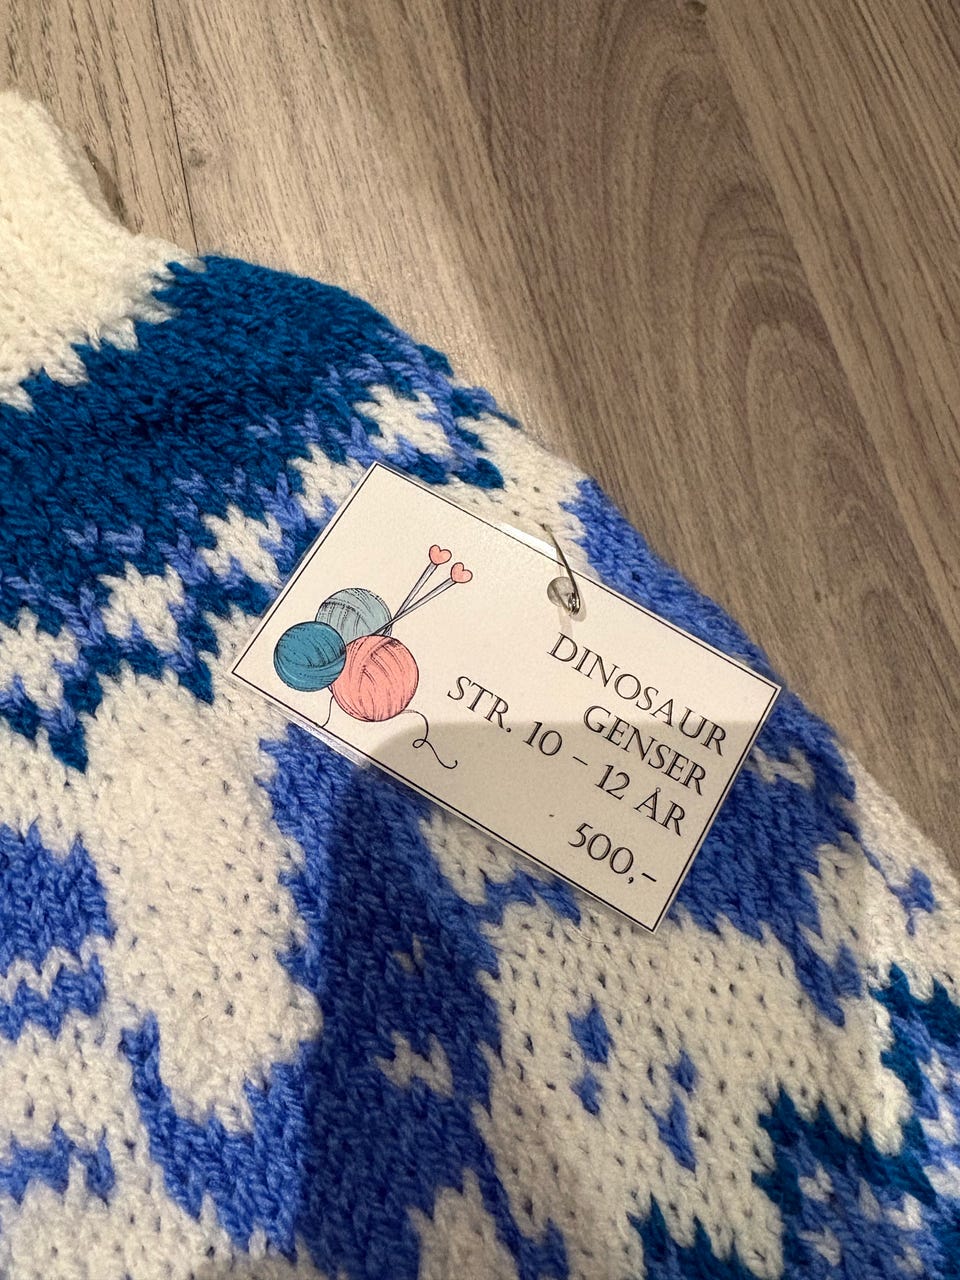 DINOSAUR
GENSER
STR. 10 - 12 ÅR
500,-